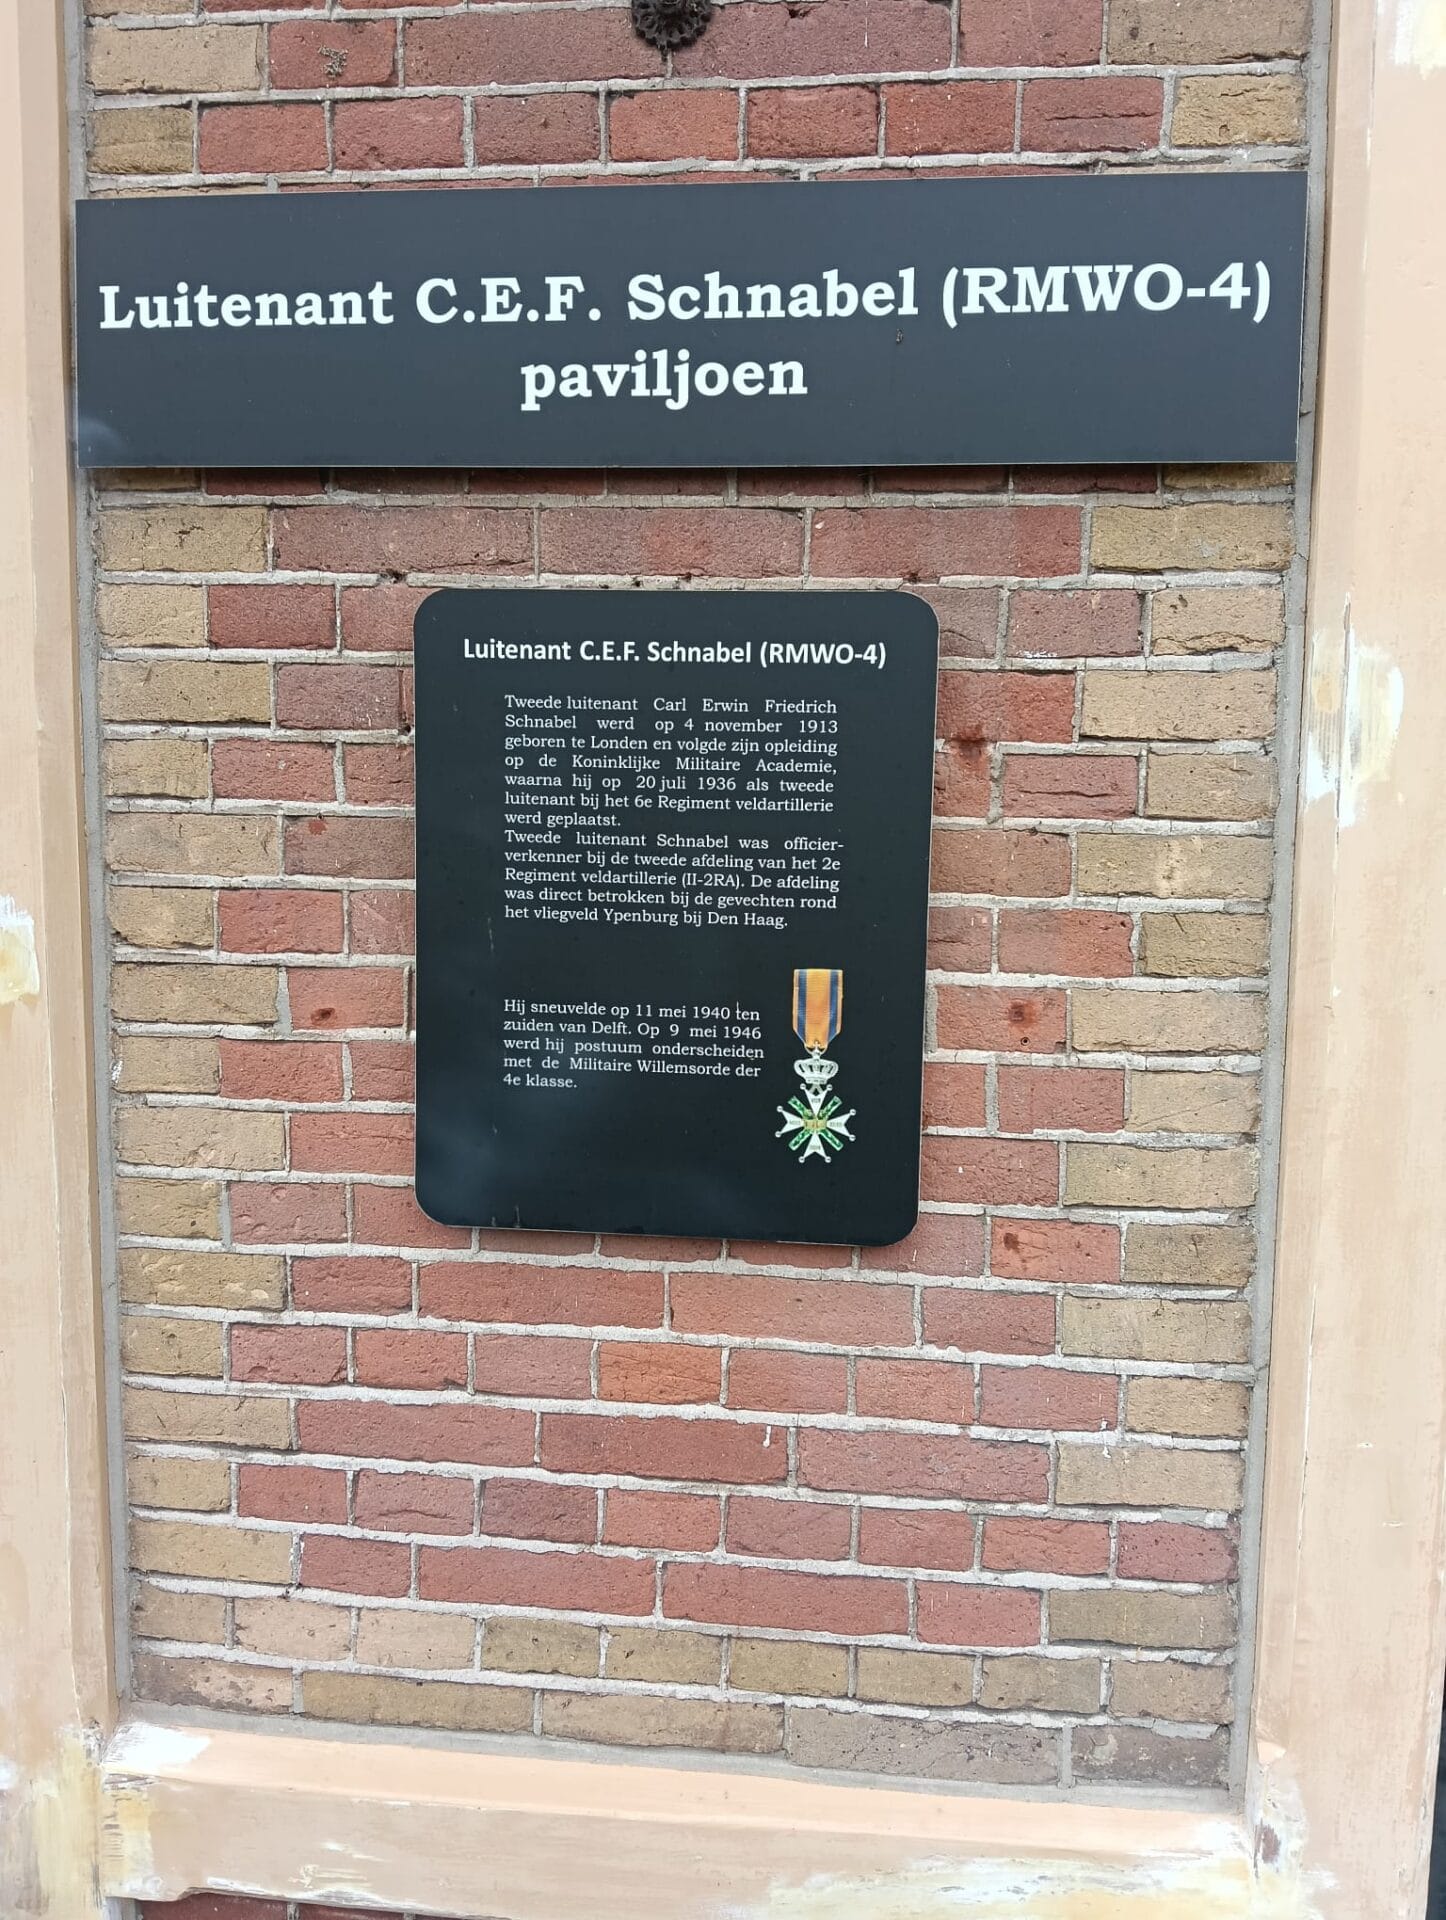 Luitenant C.E.F. Schnabel (RMWO-4)
paviljoen
Luitenant C.E.F. Schnabel (RMWO-4)
Tweede luitenant Carl Erwin Friedrich
Schnabel werd op 4 november 1913
geboren te Londen en volgde zijn opleiding
op de Koninklijke Militaire Academie,
waarna hij op 20 juli 1936 als tweede
luitenant bij het 6e Regiment veldartillerie
werd geplaatst.
Tweede luitenant Schnabel was officier-
verkenner bij de tweede afdeling van het 2e
Regiment veldartillerie (II-2RA). De afdeling
was direct betrokken bij de gevechten rond
het vliegveld Ypenburg bij Den Haag.
Hij sneuvelde op 11 mei 1940 ten
zuiden van Delft. Op 9 mei 1946
werd hij postuum onderscheiden
met de Militaire Willemsorde der
4e klasse.